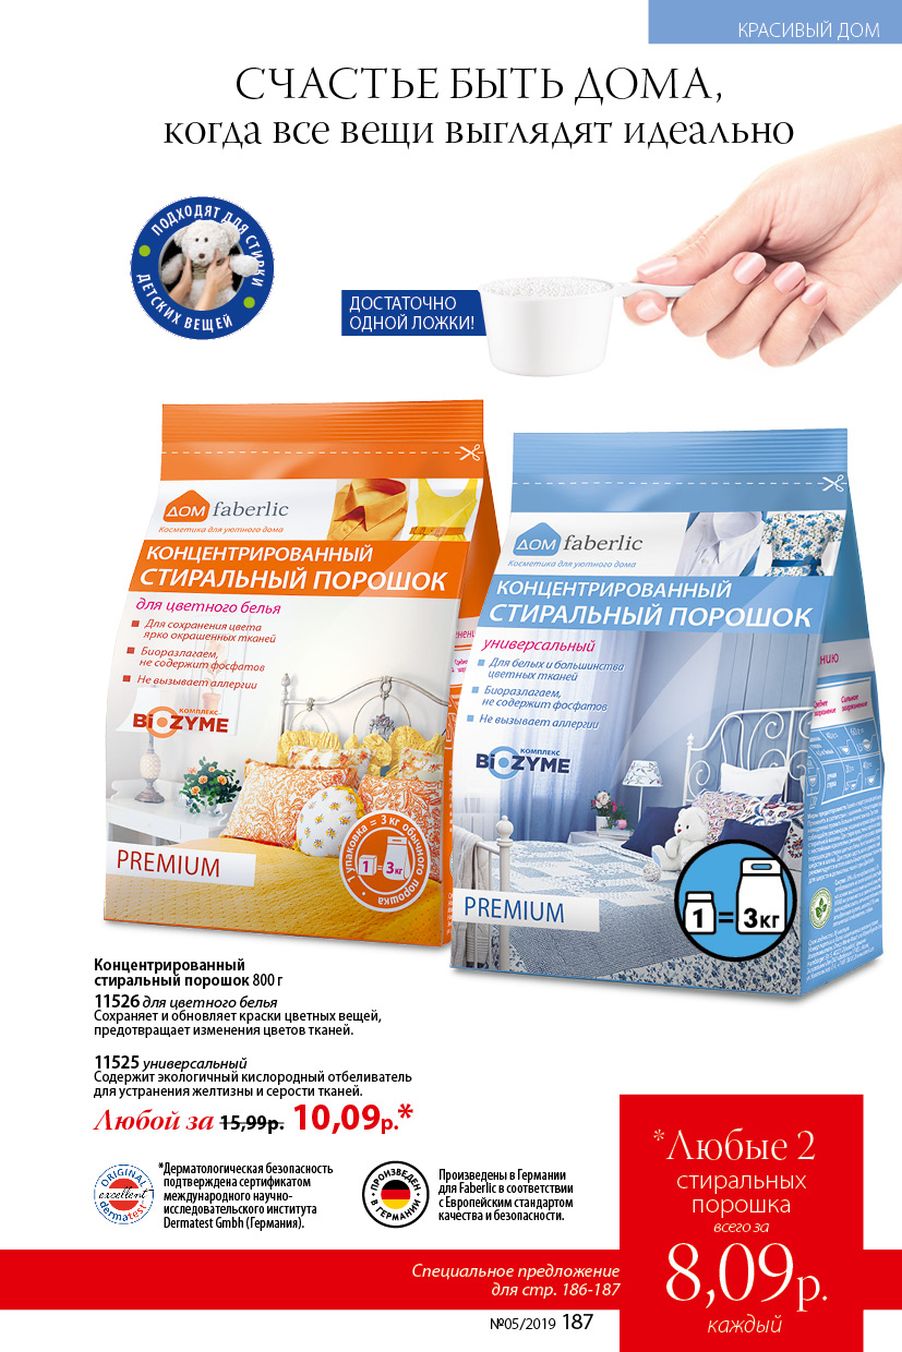 КРАСИВЫЙ ДОМ
СЧАСТЬЕ БЫТЬ ДОМА,
когда все вещи выглядят идеально
ПОДХОДЯТ ДЛЯ СТИРКИ
ДЕТСКИХ ВЕЩЕЙ
ДОСТАТОЧНО
ОДНОЙ ЛОЖКИ!
ДОМ faberlic
Косметика для уютного дома
КОНЦЕНТРИРОВАННЫЙ
СТИРАЛЬНЫЙ ПОРОШОК
для цветного белья
Для сохранения цвета
ярко окрашенных тканей
Биоразлагаем,
не содержит фосфатов
Не вызывает аллергии
КОМПЛЕКС
BiOZYME
упаковка = 3 кг обычного порошка
1 = 3кг
PREMIUM
ДОМ faberlic
Косметика для уютного дома
КОНЦЕНТРИРОВАННЫЙ
СТИРАЛЬНЫЙ ПОРОШОК
универсальный
Для белых и большинства
цветных тканей
Биоразлагаем,
не содержит фосфатов
Не вызывает аллергии
КОМПЛЕКС
BiOZYME
PREMIUM
1 = 3кг
Концентрированный
стиральный порошок 800 г
11526 для цветного белья
Сохраняет и обновляет краски цветных вещей,
предотвращает изменения цветов тканей.
11525 универсальный
Содержит экологичный кислородный отбеливатель
для устранения желтизны и серости тканей.
Любой за 15,99р. 10,09р.*
ORIGINAL
excellent
dermatest
*Дерматологическая безопасность
подтверждена сертификатом
международного научно-
исследовательского института
Dermatest Gmbh (Германия).
ПРОИЗВЕДЕН
В ГЕРМАНИИ
Произведены в Германии
для Faberlic в соответствии
с Европейским стандартом
качества и безопасности.
*Любые 2
стиральных
порошка
всего за
8,09р.
каждый
Специальное предложение
для стр. 186-187
№05/2019 187